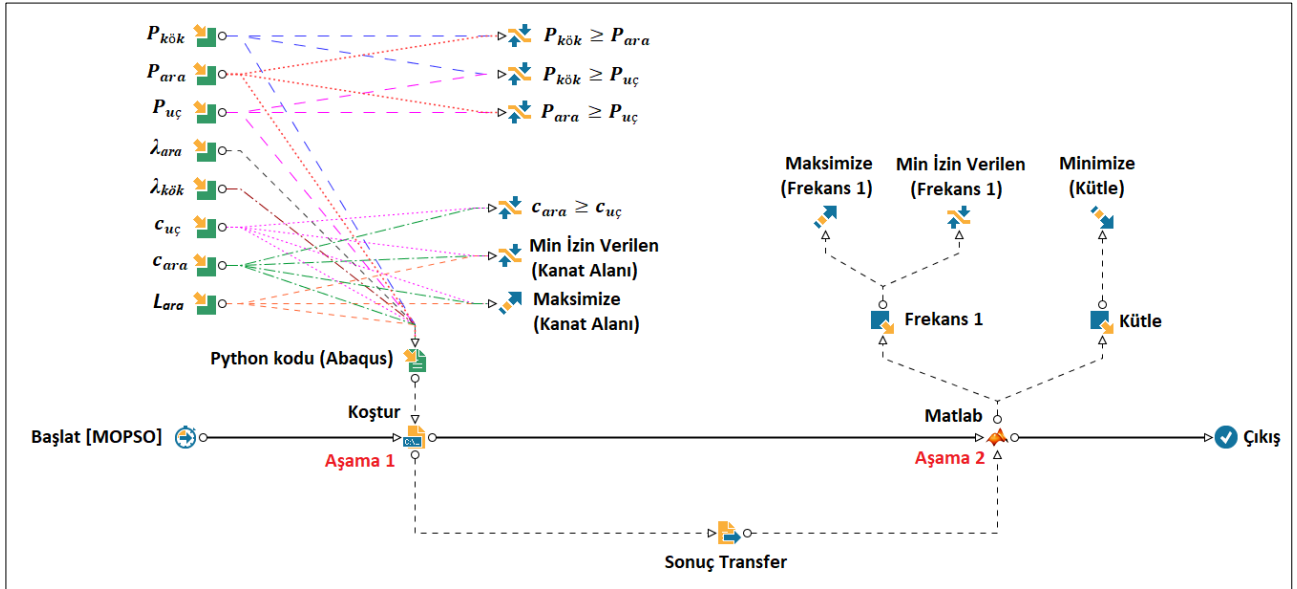 P_kök
P_ara
P_uç
λ_ara
λ_kök
c_uç
c_ara
L_ara
P_kök ≥ P_ara
P_kök ≥ P_uç
P_ara ≥ P_uç
c_ara ≥ c_uç
Min İzin Verilen
(Kanat Alanı)
Maksimize
(Kanat Alanı)
Maksimize
(Frekans 1)
Min İzin Verilen
(Frekans 1)
Minimize
(Kütle)
Frekans 1
Kütle
Python kodu (Abaqus)
Koştur
Matlab
Başlat [MOPSO]
C:\...
Çıkış
Aşama 1
Aşama 2
Sonuç Transfer